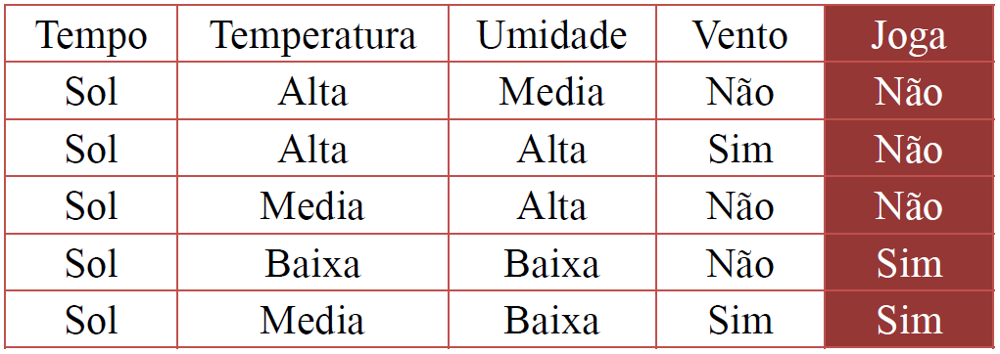 Tempo Temperatura Umidade Vento Joga
Sol Alta Media Não Não
Sol Alta Alta Sim Não
Sol Media Alta Não Não
Sol Baixa Baixa Não Sim
Sol Media Baixa Sim Sim